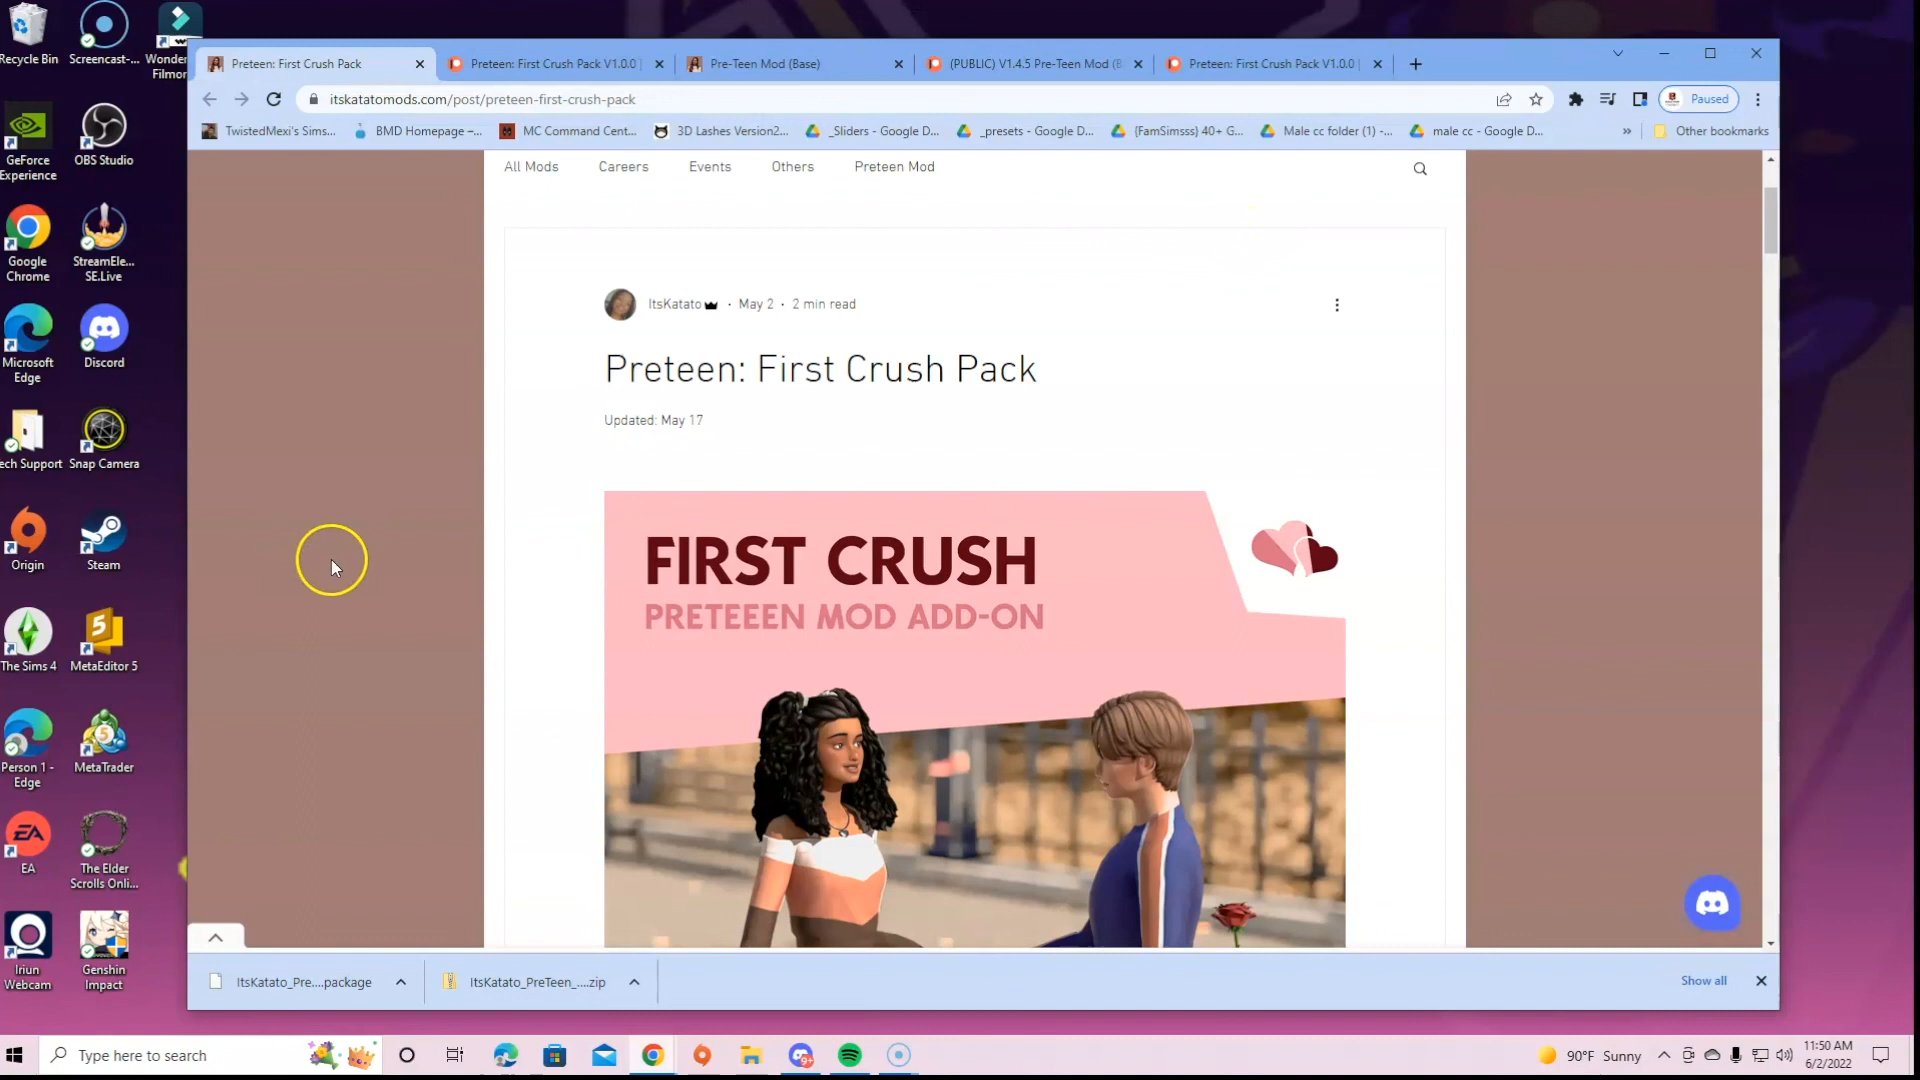 Recycle Bin
Screencast-...
Wonder
Filmor
GeForce
Experience
OBS Studio
Google
Chrome
StreamEle...
SE.Live
Microsoft
Edge
Discord
ech Support
Snap Camera
Origin
Steam
The Sims 4
MetaEditor 5
Person 1 -
Edge
MetaTrader
EA
The Elder
Scrolls Onli...
Iriun
Webcam
Genshin
Impact
Preteen: First Crush Pack
Preteen: First Crush Pack V1.0.0
Pre-Teen Mod (Base)
(PUBLIC) V1.4.5 Pre-Teen Mod (B
Preteen: First Crush Pack V1.0.0
itskatatomods.com/post/preteen-first-crush-pack
Paused
TwistedMexi's Sims...
BMD Homepage –...
MC Command Cent...
3D Lashes Version2...
_Sliders - Google D...
_presets - Google D...
{FamSimsss} 40+ G...
Male cc folder (1) -...
male cc - Google D...
»
Other bookmarks
All Mods
Careers
Events
Others
Preteen Mod
ItsKatato · May 2 · 2 min read
Preteen: First Crush Pack
Updated: May 17
FIRST CRUSH
PRETEEEN MOD ADD-ON
ItsKatato_Pre....package
ItsKatato_PreTeen_....zip
Show all
Type here to search
9+
90°F Sunny
11:50 AM
6/2/2022